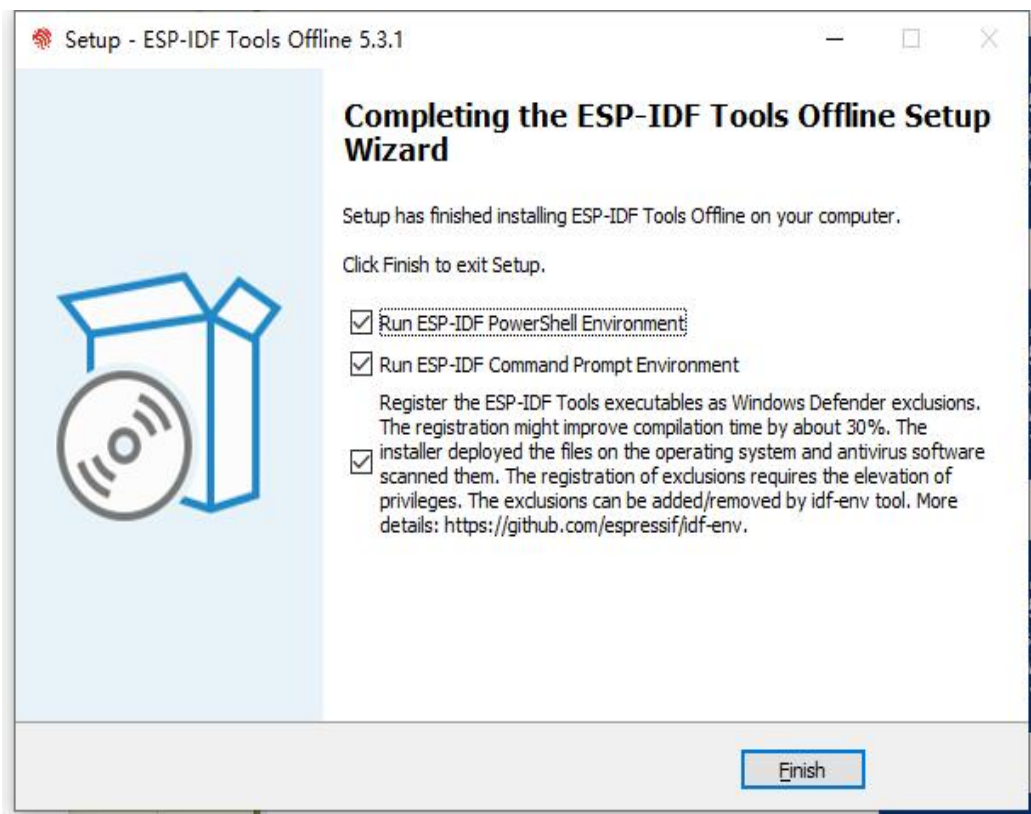 Setup - ESP-IDF Tools Offline 5.3.1
Completing the ESP-IDF Tools Offline Setup
Wizard
Setup has finished installing ESP-IDF Tools Offline on your computer.
Click Finish to exit Setup.
Run ESP-IDF PowerShell Environment
Run ESP-IDF Command Prompt Environment
Register the ESP-IDF Tools executables as Windows Defender exclusions.
The registration might improve compilation time by about 30%. The
installer deployed the files on the operating system and antivirus software
scanned them. The registration of exclusions requires the elevation of
privileges. The exclusions can be added/removed by idf-env tool. More
details: https://github.com/espressif/idf-env.
Finish